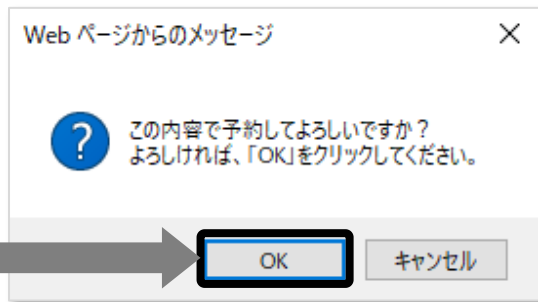 Web ページからのメッセージ
この内容で予約してよろしいですか？
よろしければ、「OK」をクリックしてください。
OK
キャンセル